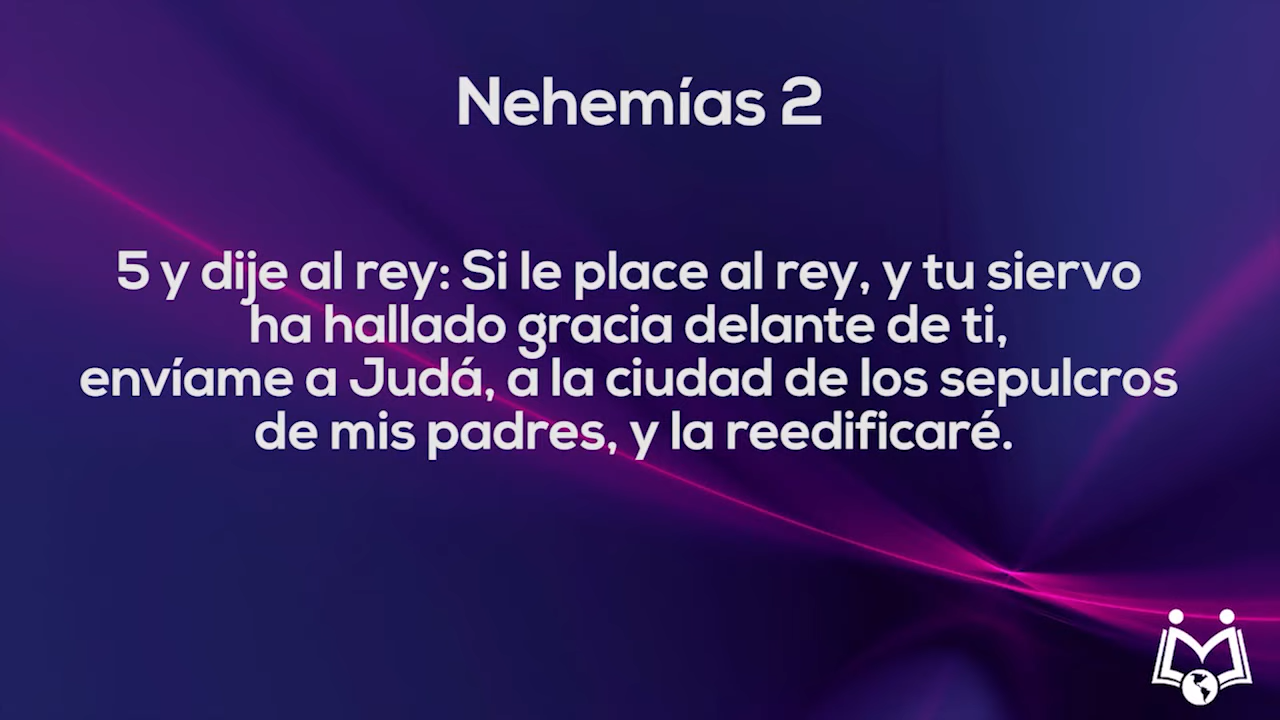 Nehemías 2
5 y dije al rey: Si le place al rey, y tu siervo
ha hallado gracia delante de ti,
envíame a Judá, a la ciudad de los sepulcros
de mis padres, y la reedificaré.